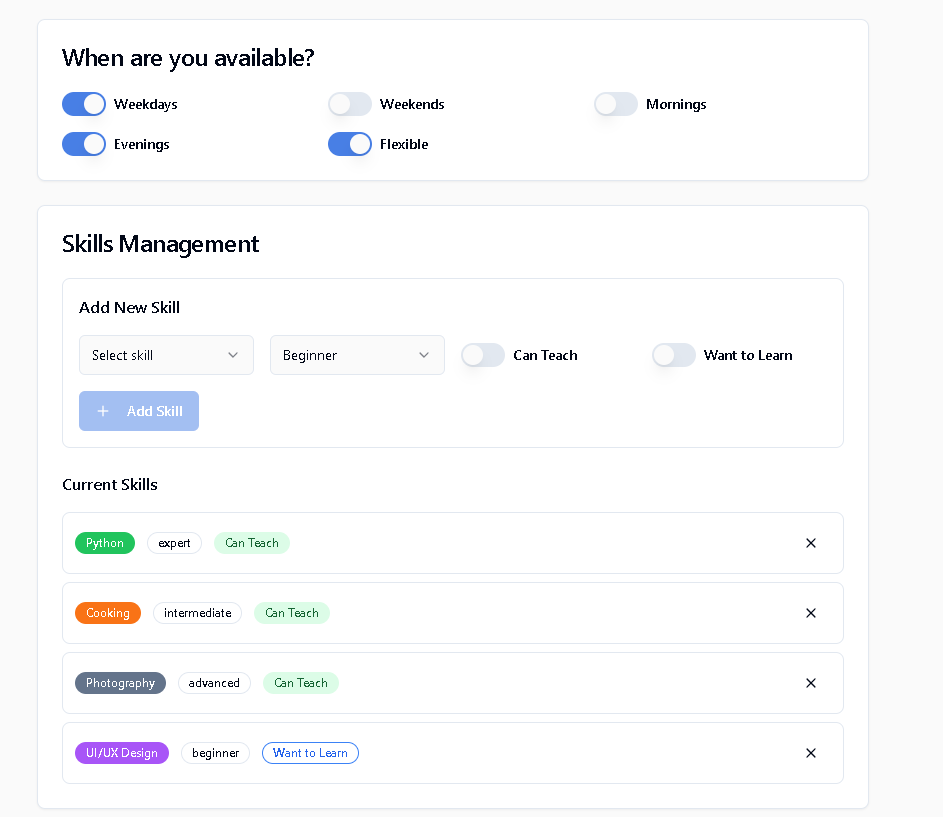 When are you available?
Weekdays Weekends Mornings
Evenings Flexible
Skills Management
Add New Skill
Select skill Beginner Can Teach Want to Learn
+ Add Skill
Current Skills
Python expert Can Teach
Cooking intermediate Can Teach
Photography advanced Can Teach
UI/UX Design beginner Want to Learn